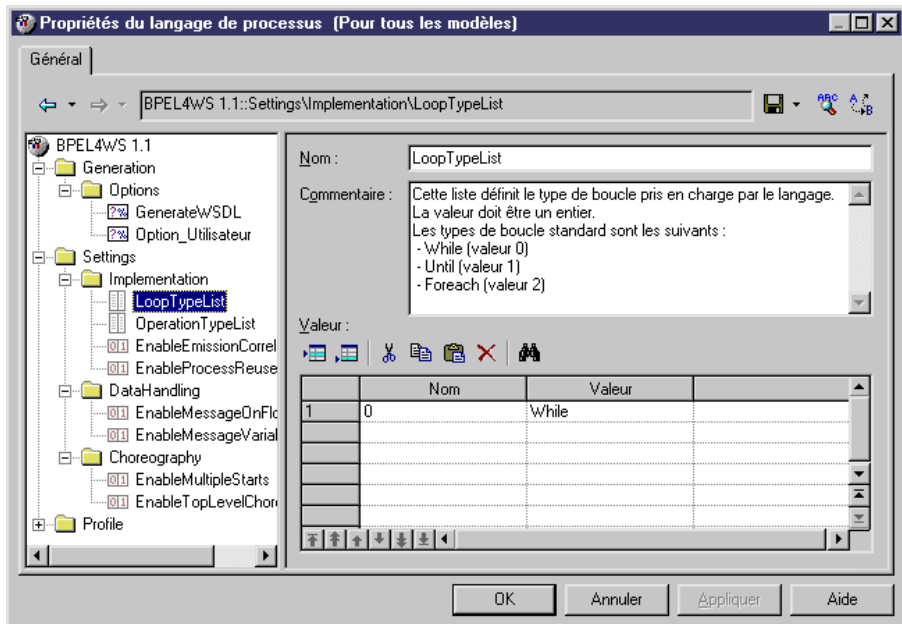 Propriétés du langage de processus (Pour tous les modèles)
Général
BPEL4WS 1.1::Settings\Implementation\LoopTypeList
BPEL4WS 1.1
Generation
Options
GenerateWSDL
Option_Utilisateur
Settings
Implementation
LoopTypeList
OperationTypeList
EnableEmissionCorrel
EnableProcessReuse
DataHandling
EnableMessageOnFlo
EnableMessageVarial
Choreography
EnableMultipleStarts
EnableTopLevelChor
Profile
Nom :
LoopTypeList
Commentaire :
Cette liste définit le type de boucle pris en charge par le langage.
La valeur doit être un entier.
Les types de boucle standard sont les suivants :
- While (valeur 0)
- Until (valeur 1)
- Foreach (valeur 2)
Valeur :
Nom Valeur
1 0 While
OK Annuler Appliquer Aide